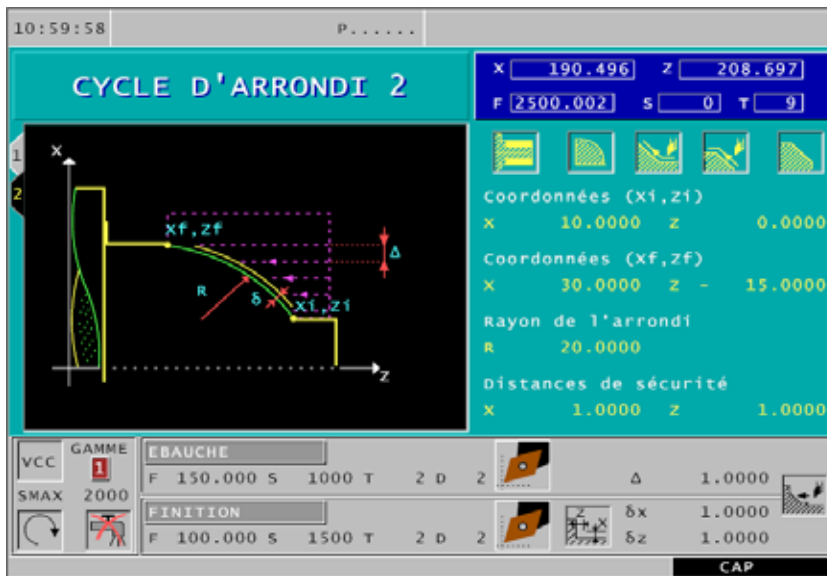 10:59:58 P......
CYCLE D'ARRONDI 2
X 190.496 Z 208.697
F 2500.002 S 0 T 9
1
2
X
Xf,Zf
Δ
R
δ
Xi,Zi
Z
Coordonnées (Xi,Zi)
X 10.0000 Z 0.0000
Coordonnées (Xf,Zf)
X 30.0000 Z - 15.0000
Rayon de l'arrondi
R 20.0000
Distances de sécurité
X 1.0000 Z 1.0000
VCC GAMME
1
SMAX 2000
EBAUCHE
F 150.000 S 1000 T 2 D 2 Δ 1.0000
FINITION
F 100.000 S 1500 T 2 D 2
Z
X
δx 1.0000
δz 1.0000
CAP